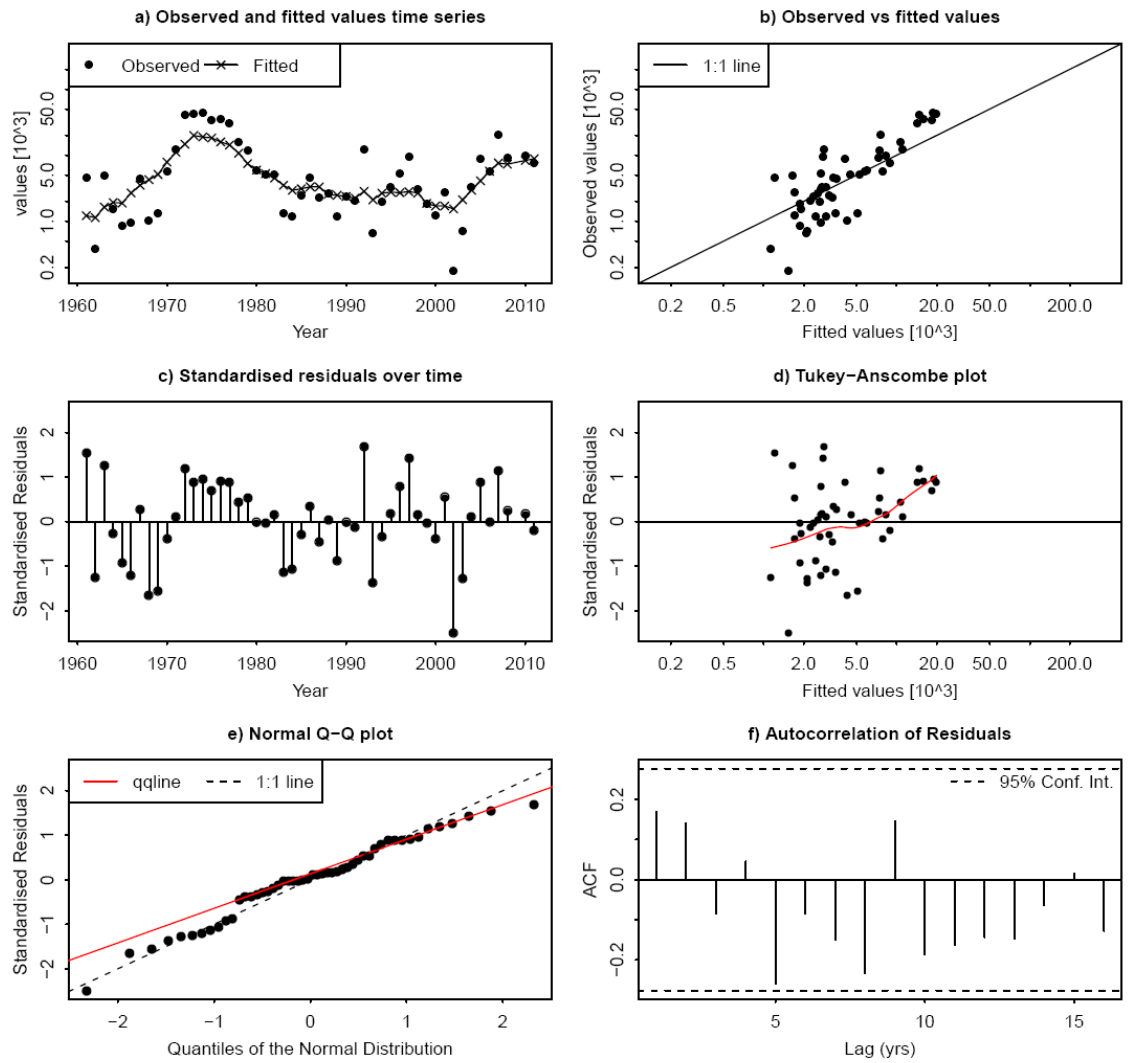 a) Observed and fitted values time series
Observed Fitted
values [10^3]
50.0
5.0
1.0
0.2
1960 1970 1980 1990 2000 2010
Year
b) Observed vs fitted values
1:1 line
Observed values [10^3]
50.0
5.0
1.0
0.2
0.2 0.5 2.0 5.0 20.0 50.0 200.0
Fitted values [10^3]
c) Standardised residuals over time
Standardised Residuals
2
1
0
−1
−2
1960 1970 1980 1990 2000 2010
Year
d) Tukey−Anscombe plot
Standardised Residuals
2
1
0
−1
−2
0.2 0.5 2.0 5.0 20.0 50.0 200.0
Fitted values [10^3]
e) Normal Q−Q plot
qqline 1:1 line
Standardised Residuals
2
1
0
−1
−2
−2 −1 0 1 2
Quantiles of the Normal Distribution
f) Autocorrelation of Residuals
95% Conf. Int.
ACF
0.2
0.0
−0.2
5 10 15
Lag (yrs)